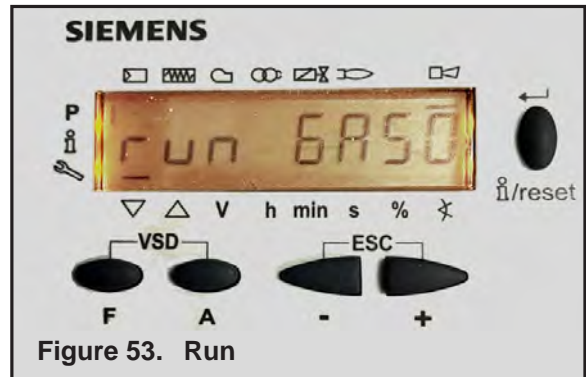 SIEMENS
P
i
run GAS0
i/reset
V h min s %
VSD ESC
F A - +
Figure 53. Run